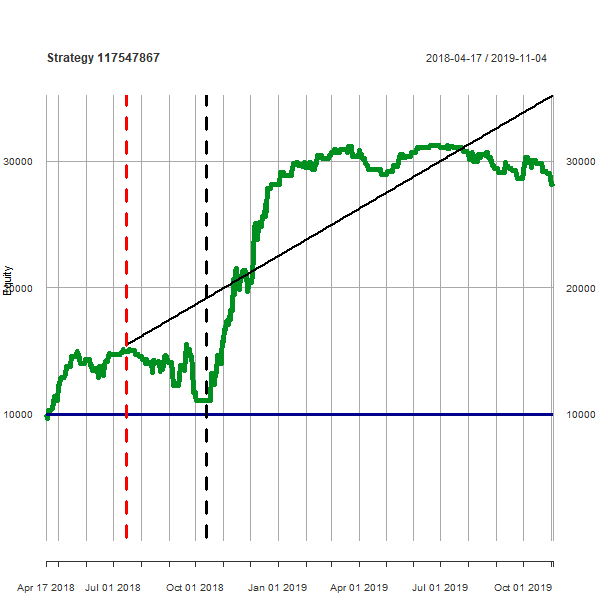 Strategy 117547867 2018-04-17 / 2019-11-04
30000 30000
Equity
20000 20000
10000 10000
Apr 17 2018 Jul 01 2018 Oct 01 2018 Jan 01 2019 Apr 01 2019 Jul 01 2019 Oct 01 2019